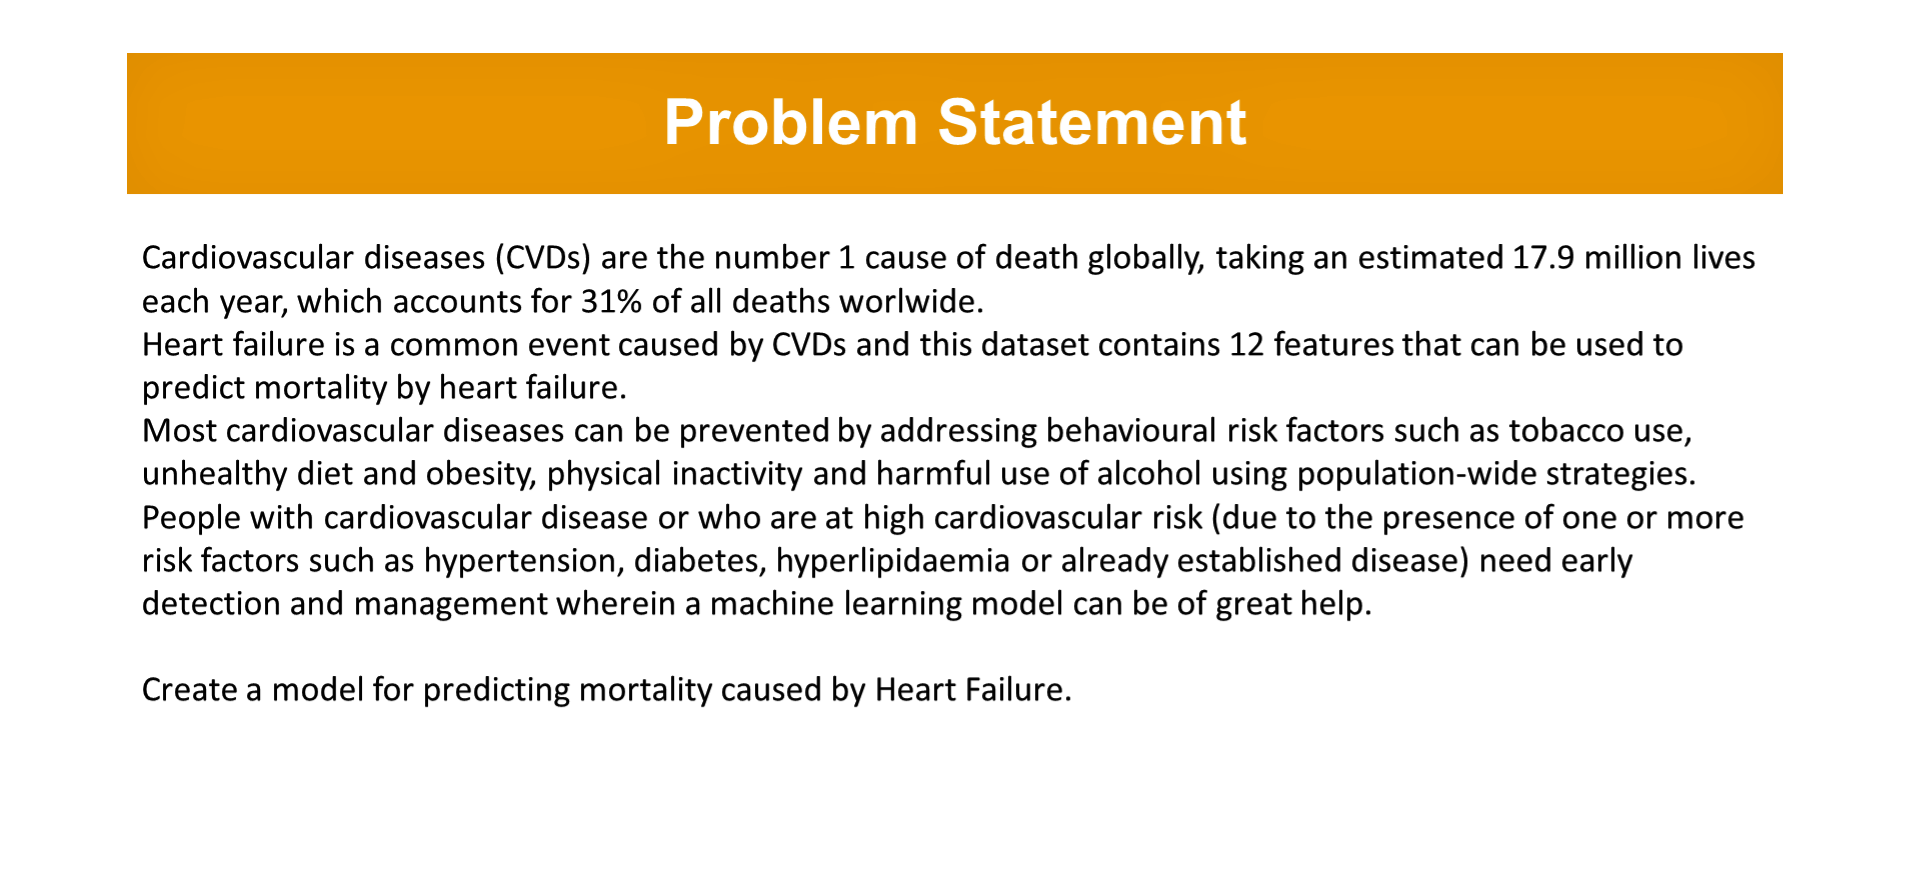 Problem Statement
Cardiovascular diseases (CVDs) are the number 1 cause of death globally, taking an estimated 17.9 million lives
each year, which accounts for 31% of all deaths worlwide.
Heart failure is a common event caused by CVDs and this dataset contains 12 features that can be used to
predict mortality by heart failure.
Most cardiovascular diseases can be prevented by addressing behavioural risk factors such as tobacco use,
unhealthy diet and obesity, physical inactivity and harmful use of alcohol using population-wide strategies.
People with cardiovascular disease or who are at high cardiovascular risk (due to the presence of one or more
risk factors such as hypertension, diabetes, hyperlipidaemia or already established disease) need early
detection and management wherein a machine learning model can be of great help.
Create a model for predicting mortality caused by Heart Failure.